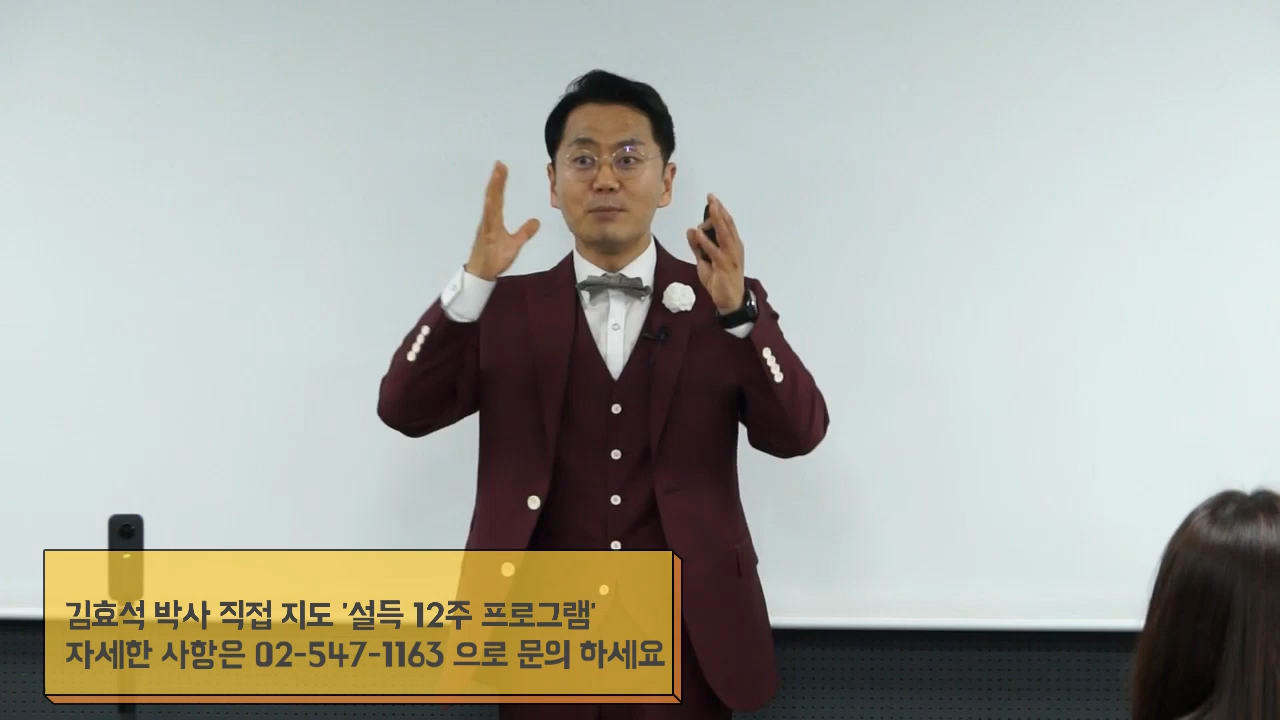 김효석 박사 직접 지도 '설득 12주 프로그램'
자세한 사항은 02-547-1163 으로 문의 하세요